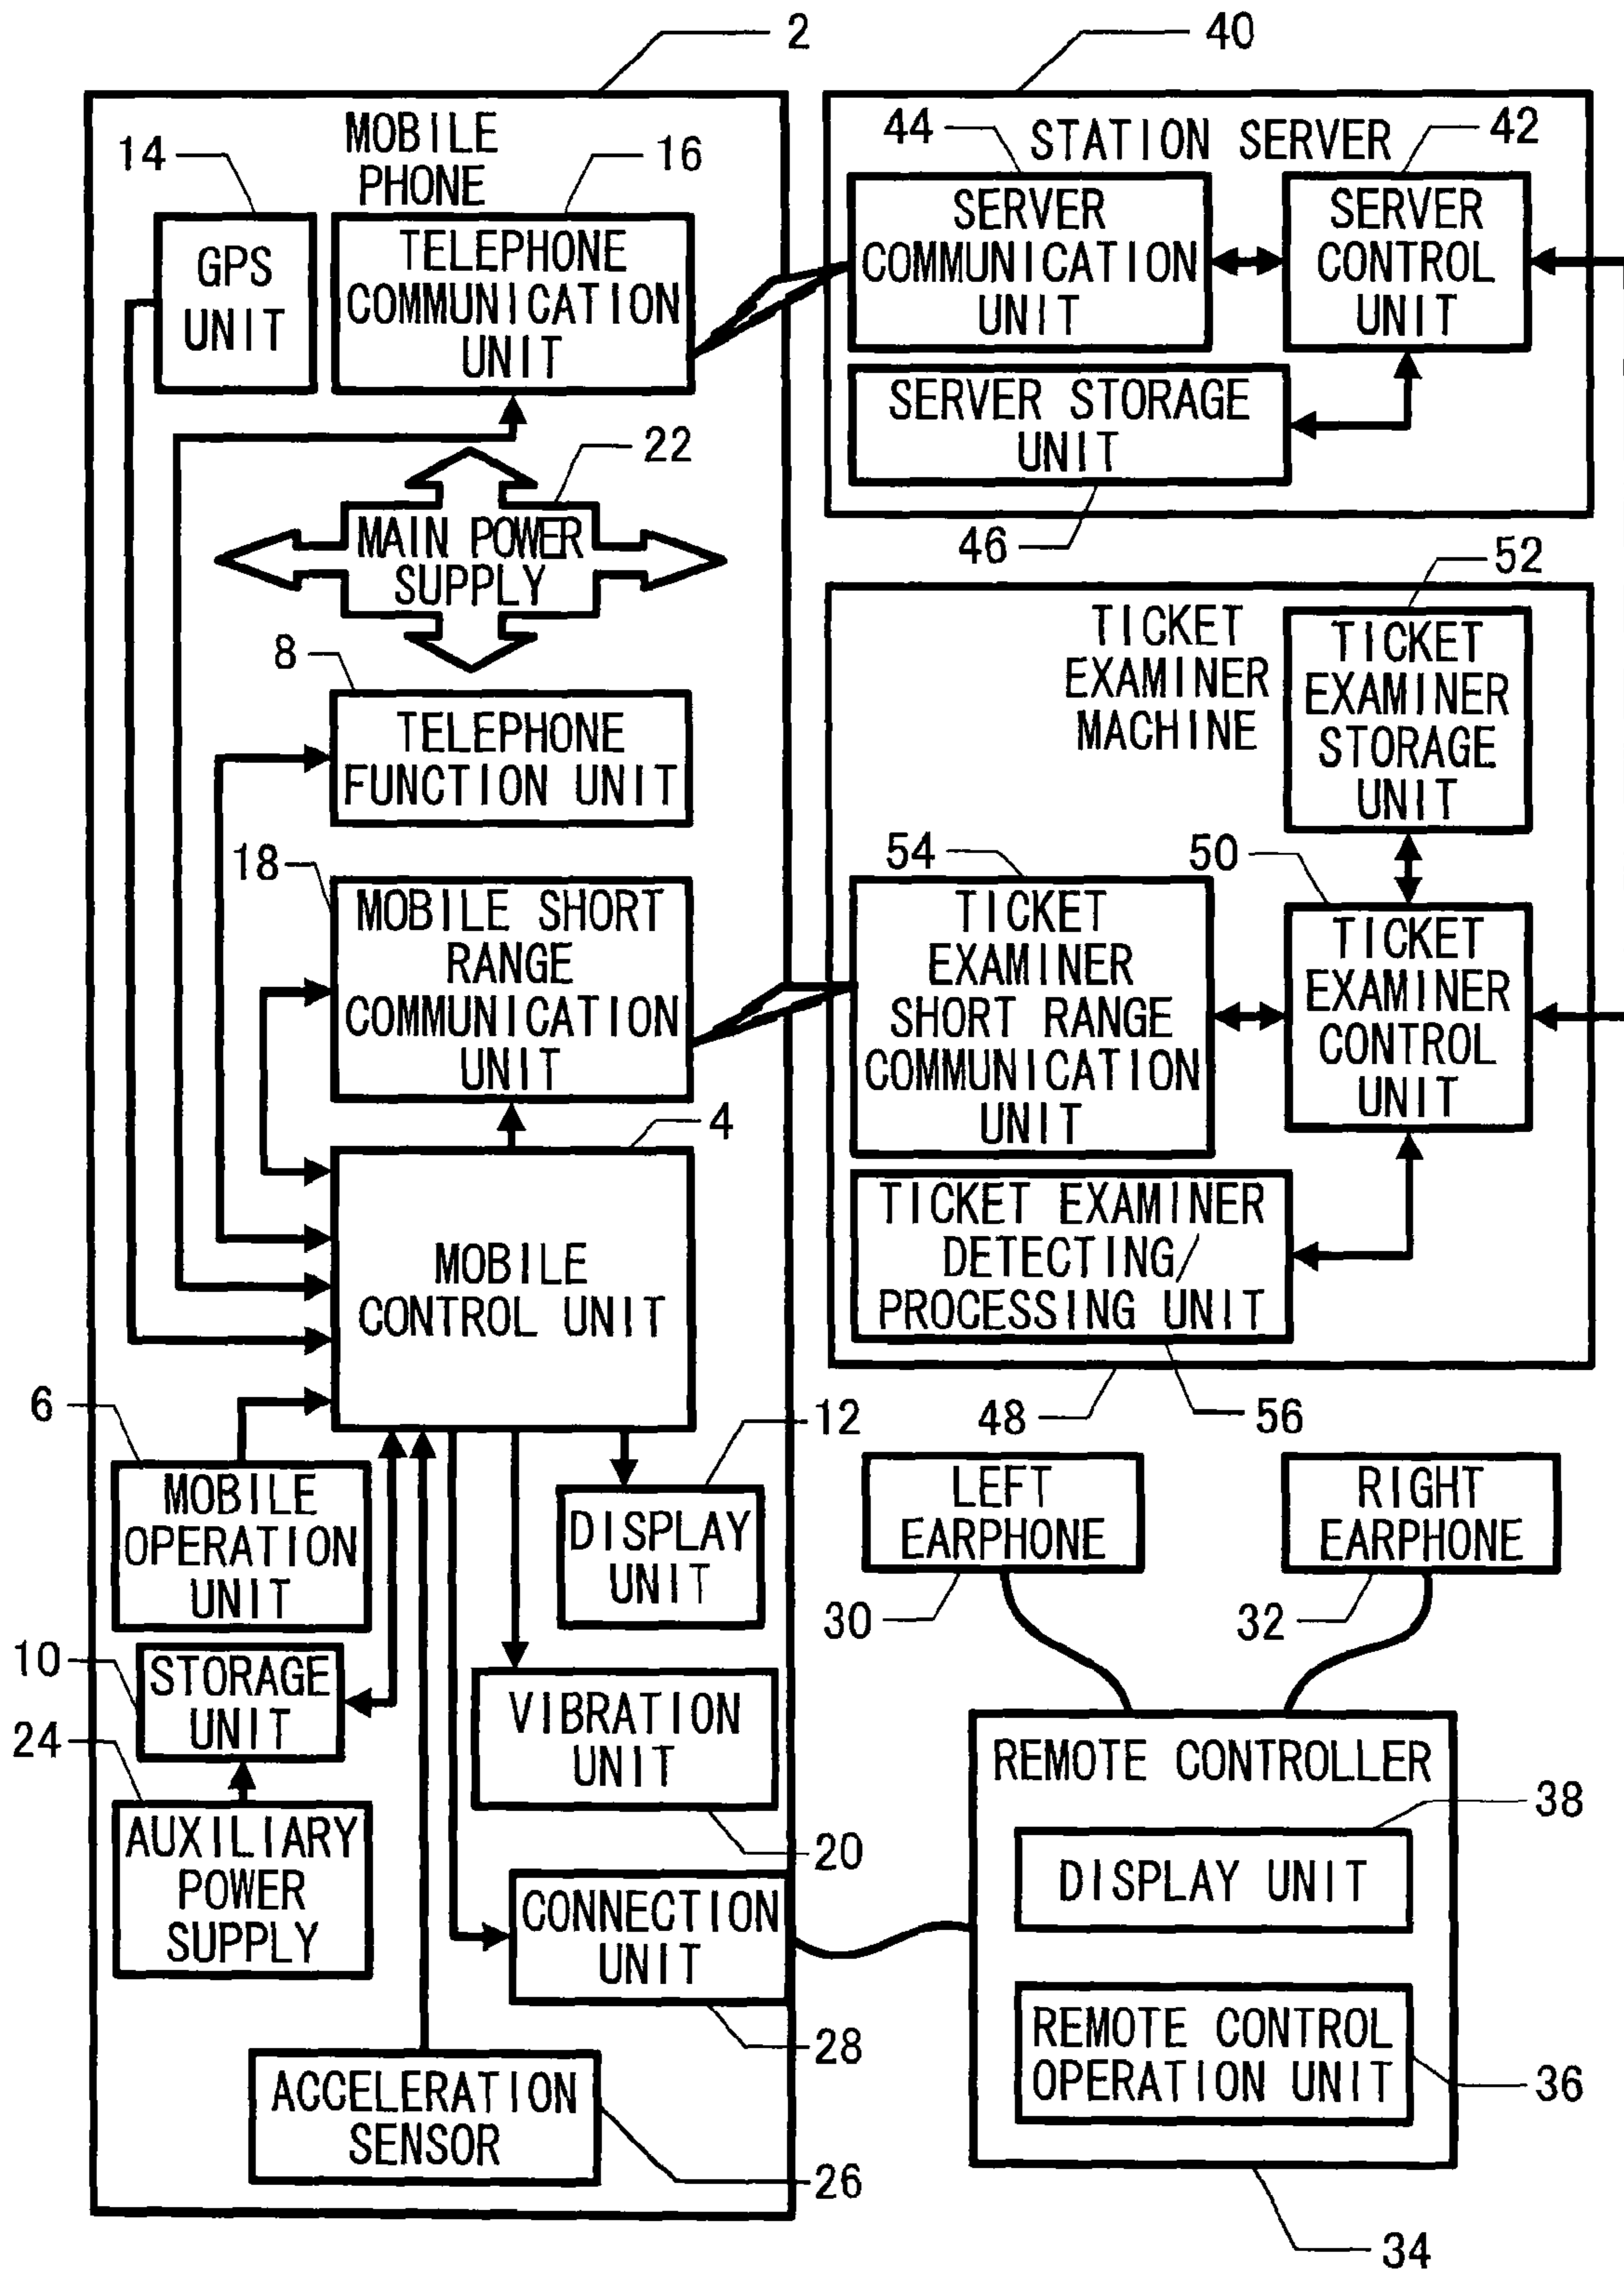 2
40
MOBILE
PHONE
14
16
GPS
UNIT
TELEPHONE
COMMUNICATION
UNIT
44
STATION SERVER
42
SERVER
COMMUNICATION
UNIT
SERVER
CONTROL
UNIT
SERVER STORAGE
UNIT
46
22
MAIN POWER
SUPPLY
8
TELEPHONE
FUNCTION UNIT
52
TICKET
EXAMINER
MACHINE
TICKET
EXAMINER
STORAGE
UNIT
18
MOBILE SHORT
RANGE
COMMUNICATION
UNIT
54
TICKET
EXAMINER
SHORT RANGE
COMMUNICATION
UNIT
50
TICKET
EXAMINER
CONTROL
UNIT
4
MOBILE
CONTROL UNIT
TICKET EXAMINER
DETECTING/
PROCESSING UNIT
48
56
6
MOBILE
OPERATION
UNIT
12
DISPLAY
UNIT
LEFT
EARPHONE
30
RIGHT
EARPHONE
32
10
STORAGE
UNIT
24
AUXILIARY
POWER
SUPPLY
VIBRATION
UNIT
20
CONNECTION
UNIT
28
REMOTE CONTROLLER
38
DISPLAY UNIT
REMOTE CONTROL
OPERATION UNIT
36
ACCELERATION
SENSOR
26
34